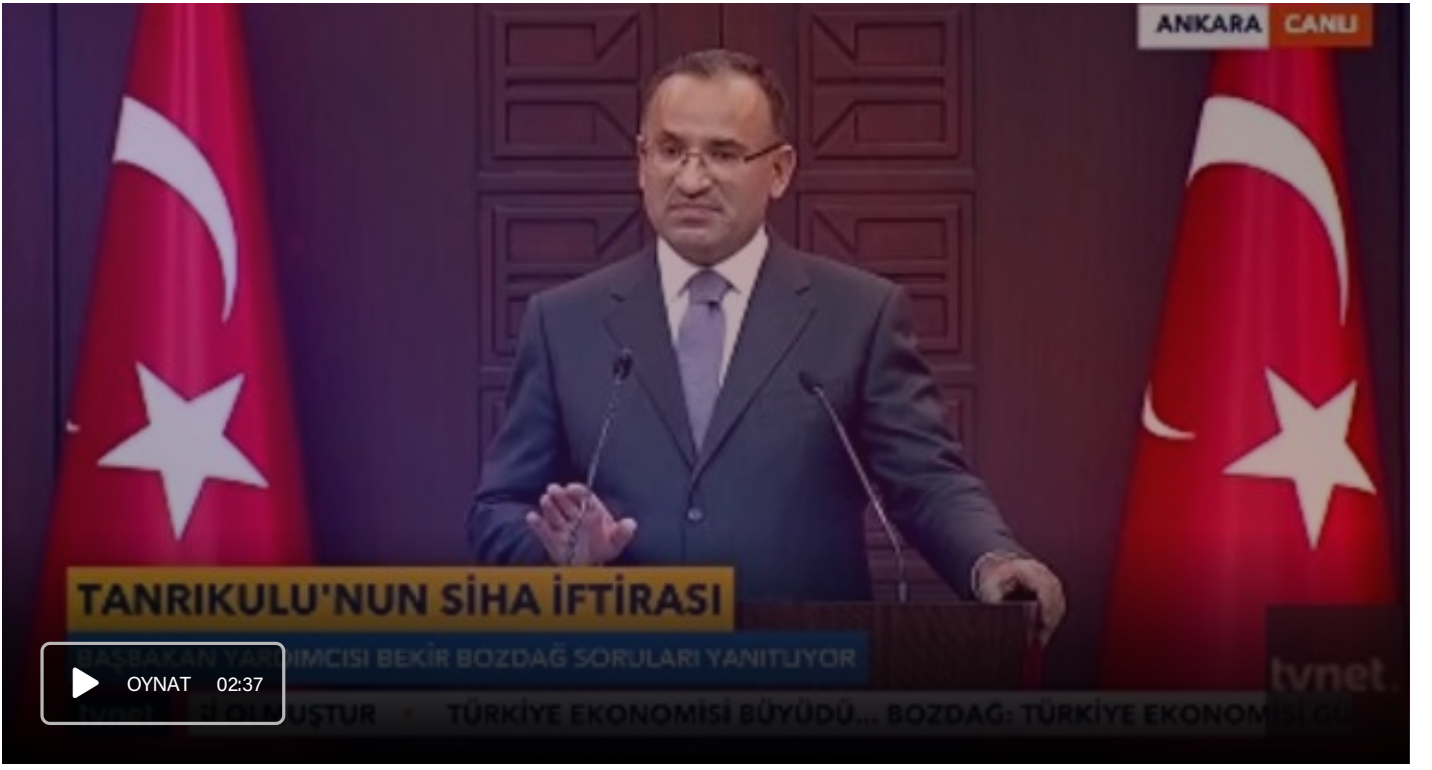 ANKARA CANLI
TANRIKULU'NUN SİHA İFTİRASI
BAŞBAKAN YARDIMCISI BEKİR BOZDAĞ SORULARI YANITLIYOR
OYNAT 02:37
tvnet.
tvnet OLMUŞTUR • TÜRKİYE EKONOMİSİ BÜYÜDÜ... BOZDAĞ: TÜRKİYE EKONOMİSİ